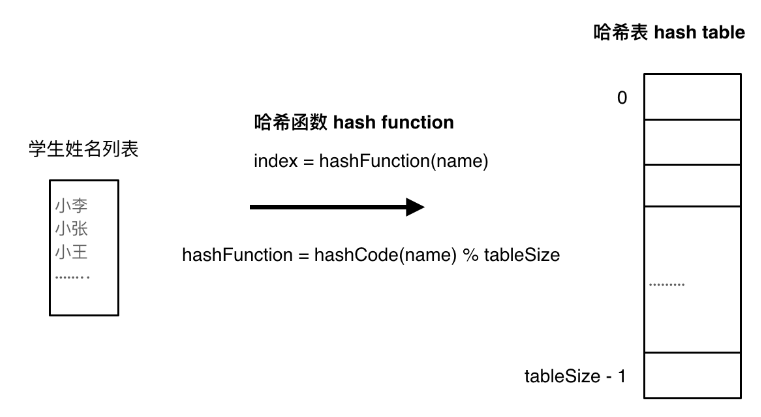 哈希表 hash table
0
哈希函数 hash function
学生姓名列表
index = hashFunction(name)
小李
小张
小王
........
hashFunction = hashCode(name) % tableSize
.........
tableSize - 1